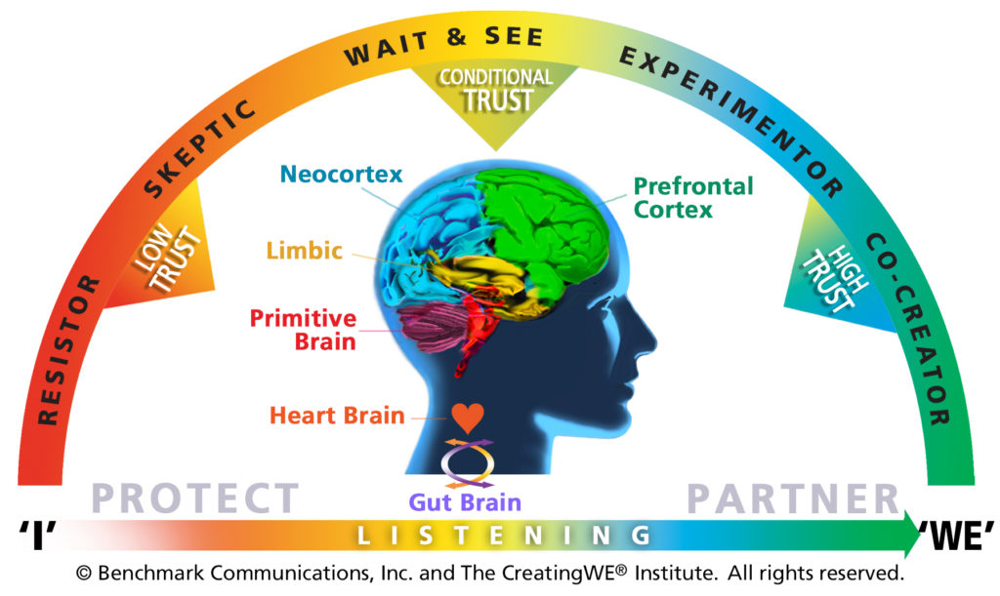 WAIT & SEE
SKEPTIC
EXPERIMENTOR
RESISTOR
CO-CREATOR
CONDITIONAL
TRUST
LOW
TRUST
HIGH
TRUST
Neocortex
Prefrontal
Cortex
Limbic
Primitive
Brain
Heart Brain
Gut Brain
PROTECT
PARTNER
'I'
LISTENING
'WE'
© Benchmark Communications, Inc. and The CreatingWE® Institute. All rights reserved.